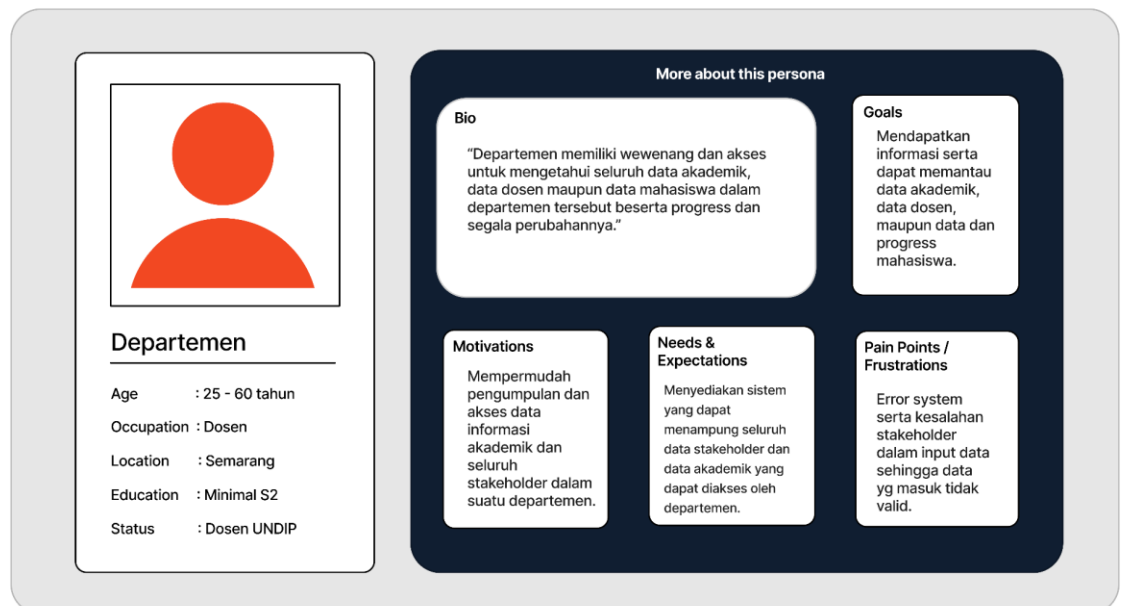 Departemen
Age : 25 - 60 tahun
Occupation : Dosen
Location : Semarang
Education : Minimal S2
Status : Dosen UNDIP
More about this persona
Bio
“Departemen memiliki wewenang dan akses
untuk mengetahui seluruh data akademik,
data dosen maupun data mahasiswa dalam
departemen tersebut beserta progress dan
segala perubahannya.”
Goals
Mendapatkan
informasi serta
dapat memantau
data akademik,
data dosen,
maupun data dan
progress
mahasiswa.
Motivations
Mempermudah
pengumpulan dan
akses data
informasi
akademik dan
seluruh
stakeholder dalam
suatu departemen.
Needs &
Expectations
Menyediakan sistem
yang dapat
menampung seluruh
data stakeholder dan
data akademik yang
dapat diakses oleh
departemen.
Pain Points /
Frustrations
Error system
serta kesalahan
stakeholder
dalam input data
sehingga data
yg masuk tidak
valid.